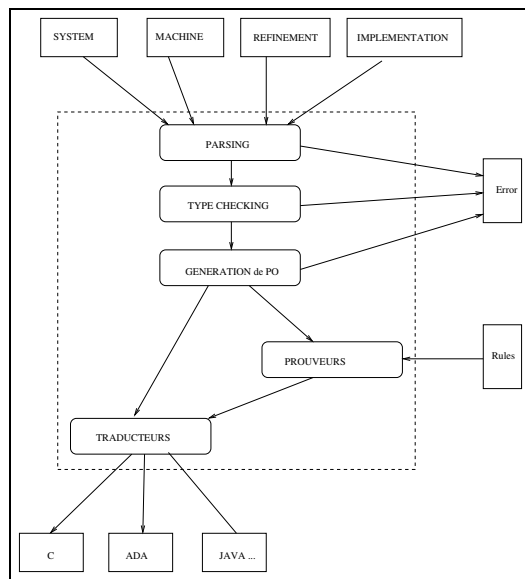 SYSTEM
MACHINE
REFINEMENT
IMPLEMENTATION
PARSING
TYPE CHECKING
Error
GENERATION de PO
PROUVEURS
Rules
TRADUCTEURS
C
ADA
JAVA ...